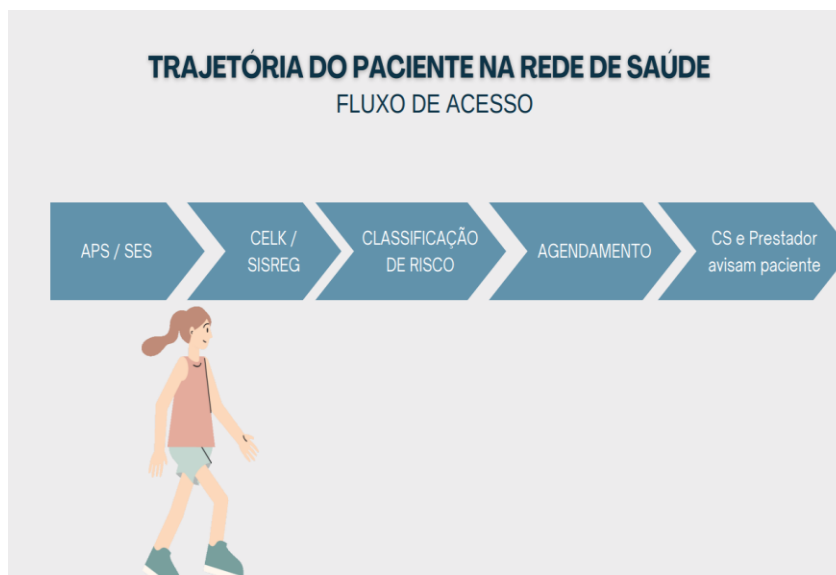 TRAJETÓRIA DO PACIENTE NA REDE DE SAÚDE
FLUXO DE ACESSO
APS / SES
CELK /
SISREG
CLASSIFICAÇÃO
DE RISCO
AGENDAMENTO
CS e Prestador
avisam paciente